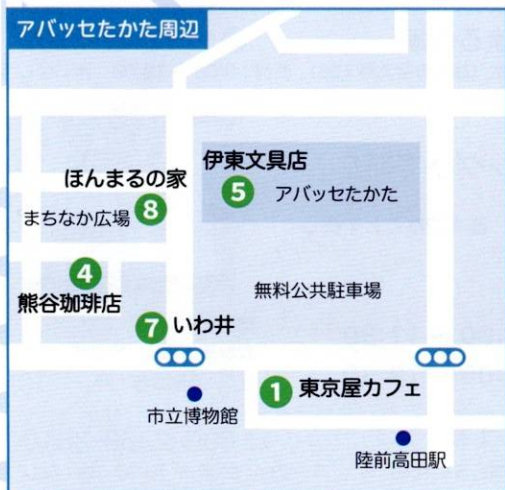 アバッセたかた周辺
伊東文具店
5
アバッセたかた
ほんまるの家
8
まちなか広場
4
熊谷珈琲店
無料公共駐車場
7 いわ井
1 東京屋カフェ
市立博物館
陸前高田駅